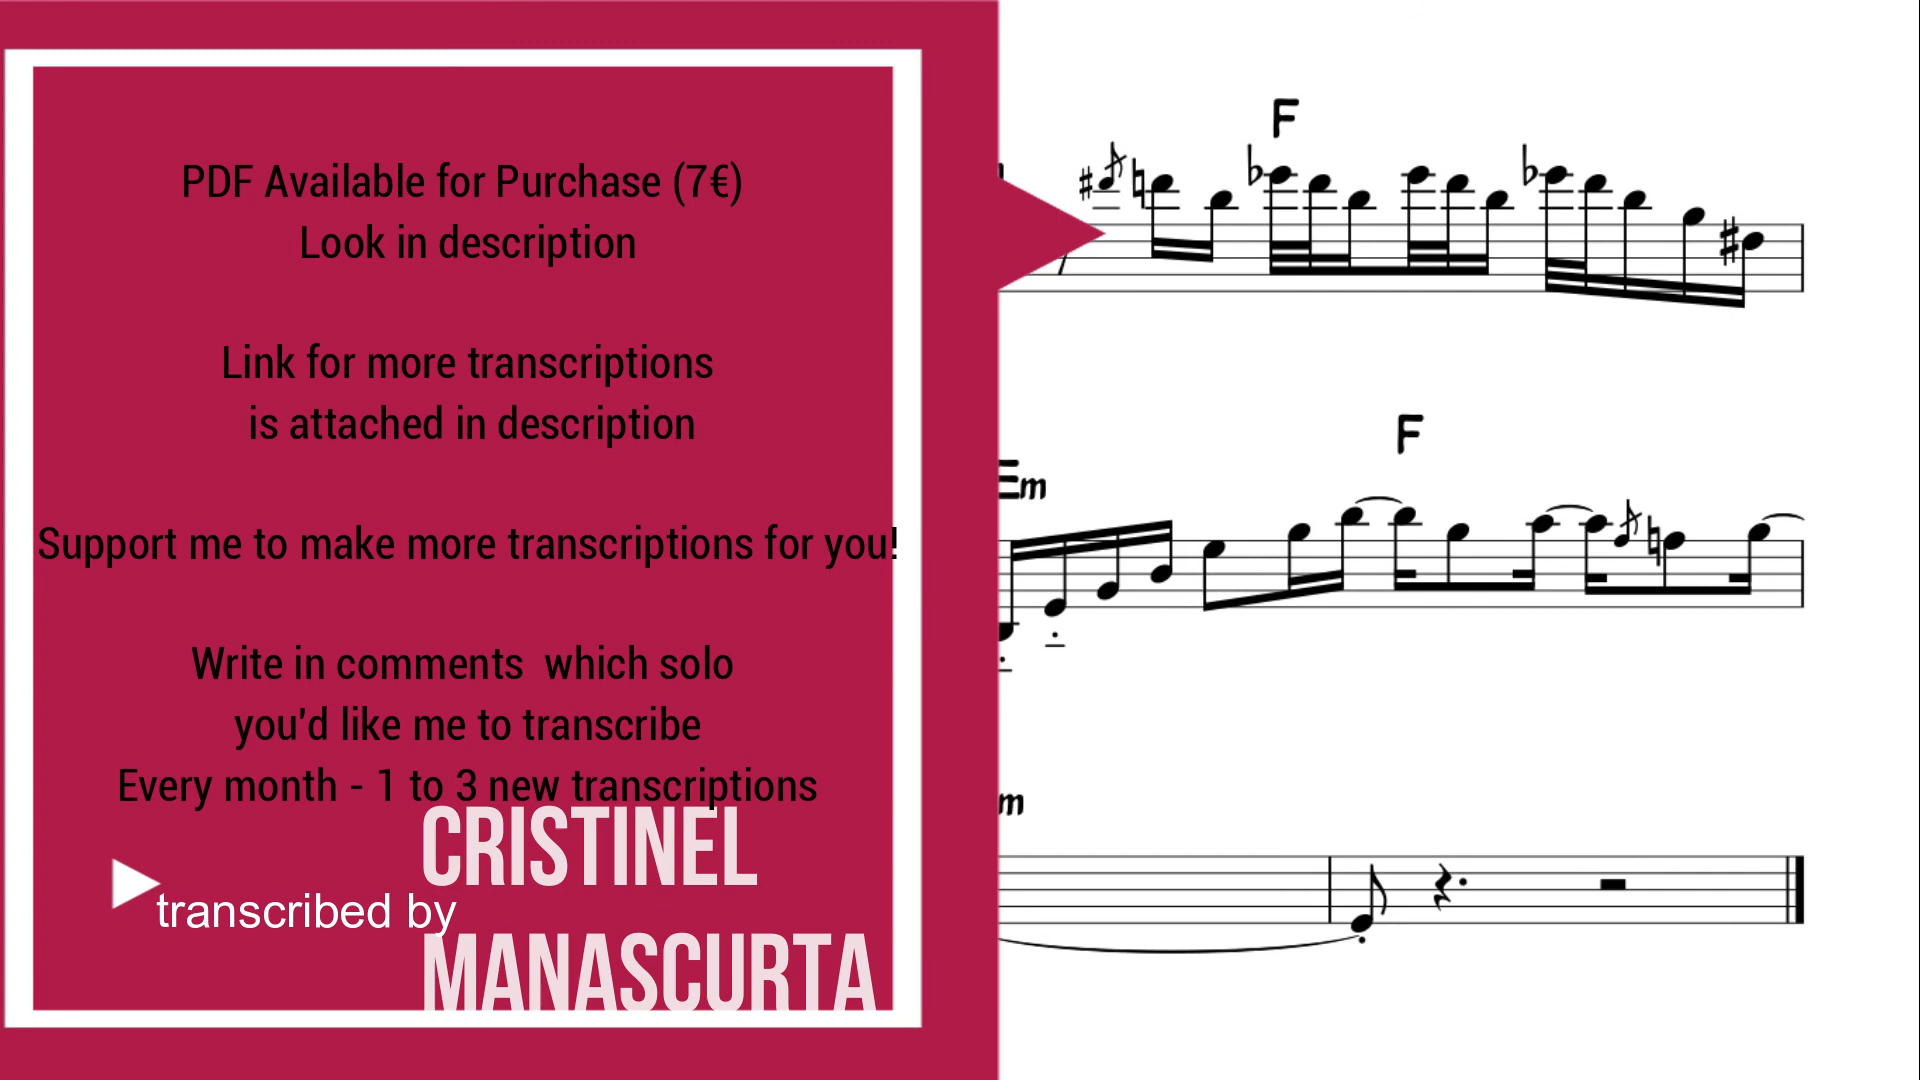 PDF Available for Purchase (7€)
Look in description
Link for more transcriptions
is attached in description
Support me to make more transcriptions for you!
Write in comments which solo
you'd like me to transcribe
Every month - 1 to 3 new transcriptions
transcribed by
CRISTINEL
MANASCURTA
F
F
Em
m